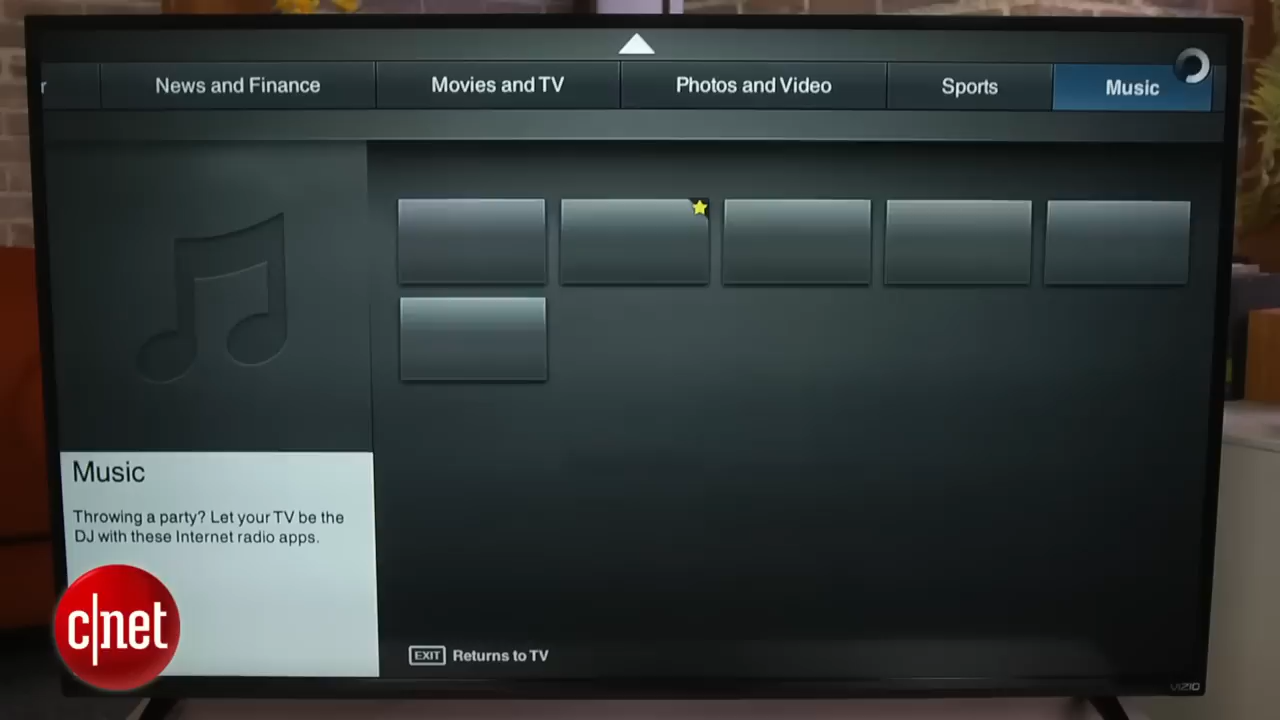 r
News and Finance
Movies and TV
Photos and Video
Sports
Music
Music
Throwing a party? Let your TV be the
DJ with these Internet radio apps.
c|net
EXIT Returns to TV
VIZIO